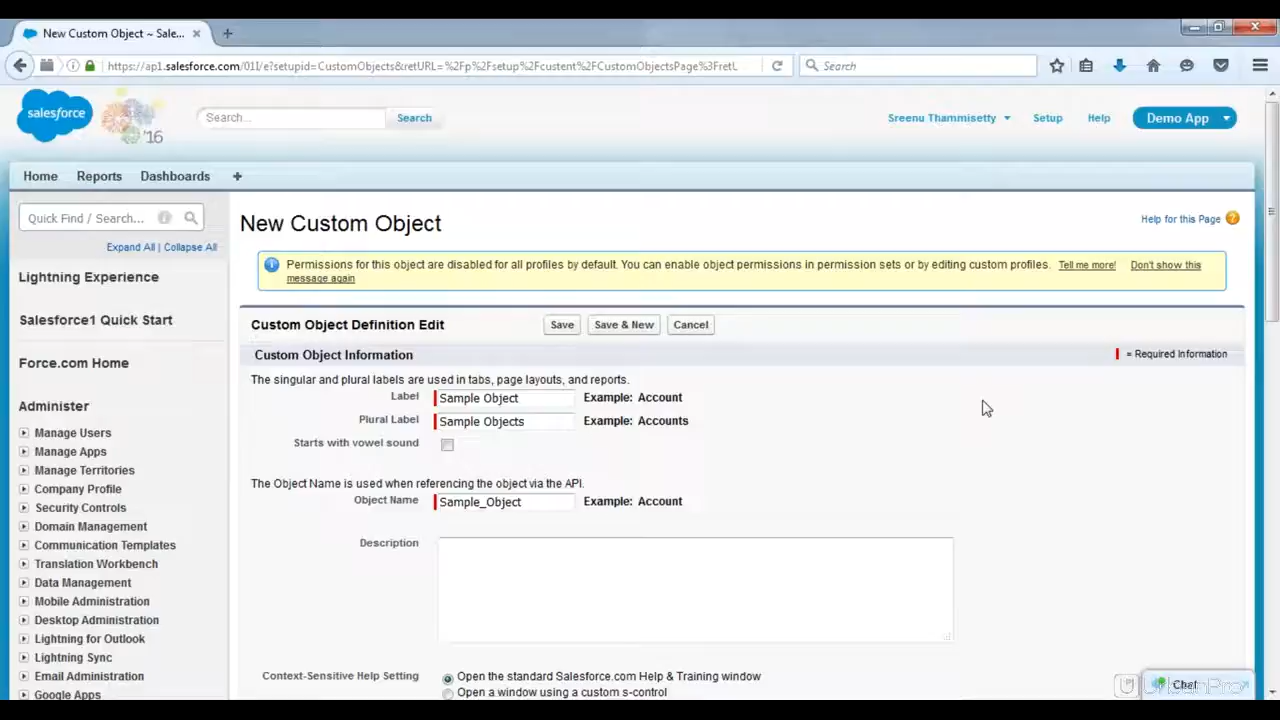 New Custom Object ~ Sale...
https://ap1.salesforce.com/01I/e?setupid=CustomObjects&retURL=%2Fp%2Fsetup%2Fcustent%2FCustomObjectsPage%3FretL
Search
salesforce
'16
Search...
Search
Sreenu Thammisetty
Setup
Help
Demo App
Home
Reports
Dashboards
+
Quick Find / Search...
Expand All | Collapse All
Lightning Experience
Salesforce1 Quick Start
Force.com Home
Administer
Manage Users
Manage Apps
Manage Territories
Company Profile
Security Controls
Domain Management
Communication Templates
Translation Workbench
Data Management
Mobile Administration
Desktop Administration
Lightning for Outlook
Lightning Sync
Email Administration
Google Apps
New Custom Object
Help for this Page
Permissions for this object are disabled for all profiles by default. You can enable object permissions in permission sets or by editing custom profiles. Tell me more! Don't show this
message again
Custom Object Definition Edit
Save
Save & New
Cancel
Custom Object Information
= Required Information
The singular and plural labels are used in tabs, page layouts, and reports.
Label Sample Object Example: Account
Plural Label Sample Objects Example: Accounts
Starts with vowel sound
The Object Name is used when referencing the object via the API.
Object Name Sample_Object Example: Account
Description
Context-Sensitive Help Setting Open the standard Salesforce.com Help & Training window
Open a window using a custom s-control
Chat
UrbanPro